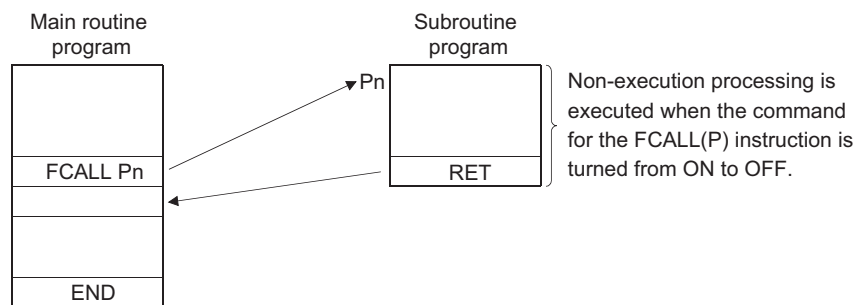 Main routine
program
Subroutine
program
Pn
Non-execution processing is
executed when the command
for the FCALL(P) instruction is
turned from ON to OFF.
FCALL Pn
RET
END